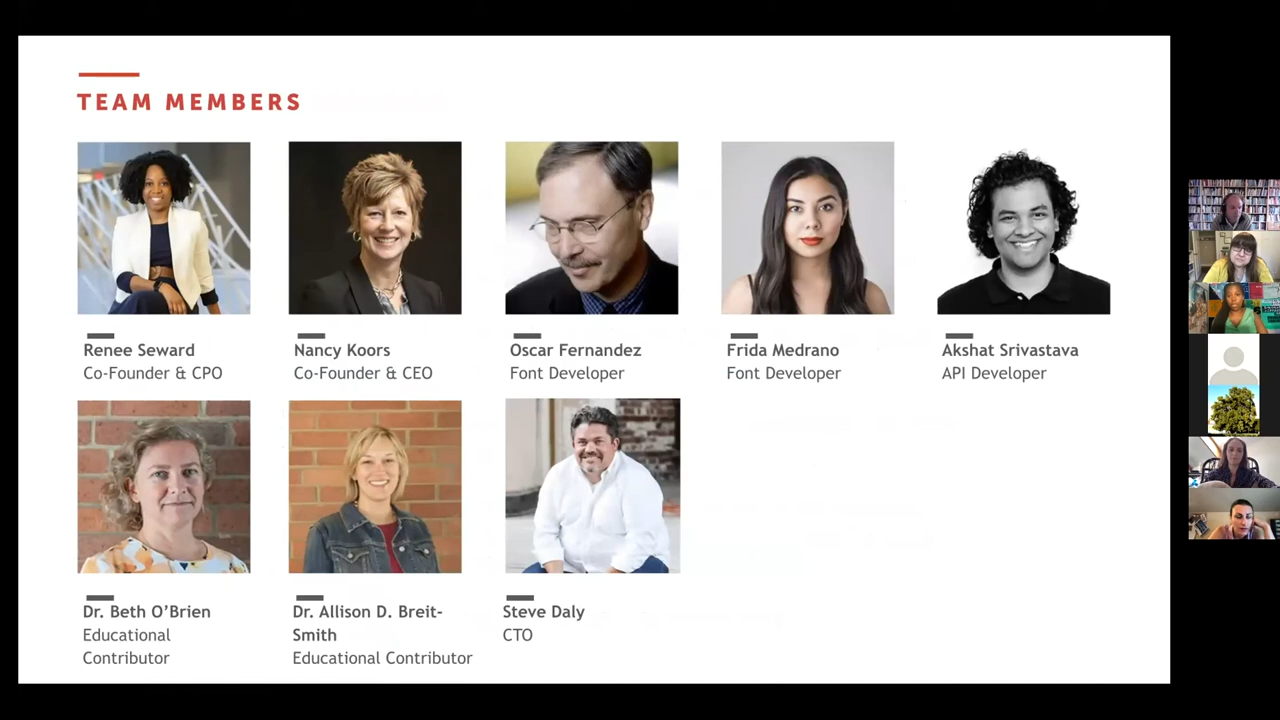 TEAM MEMBERS
Renee Seward
Co-Founder & CPO
Nancy Koors
Co-Founder & CEO
Oscar Fernandez
Font Developer
Frida Medrano
Font Developer
Akshat Srivastava
API Developer
Dr. Beth O’Brien
Educational
Contributor
Dr. Allison D. Breit-
Smith
Educational Contributor
Steve Daly
CTO